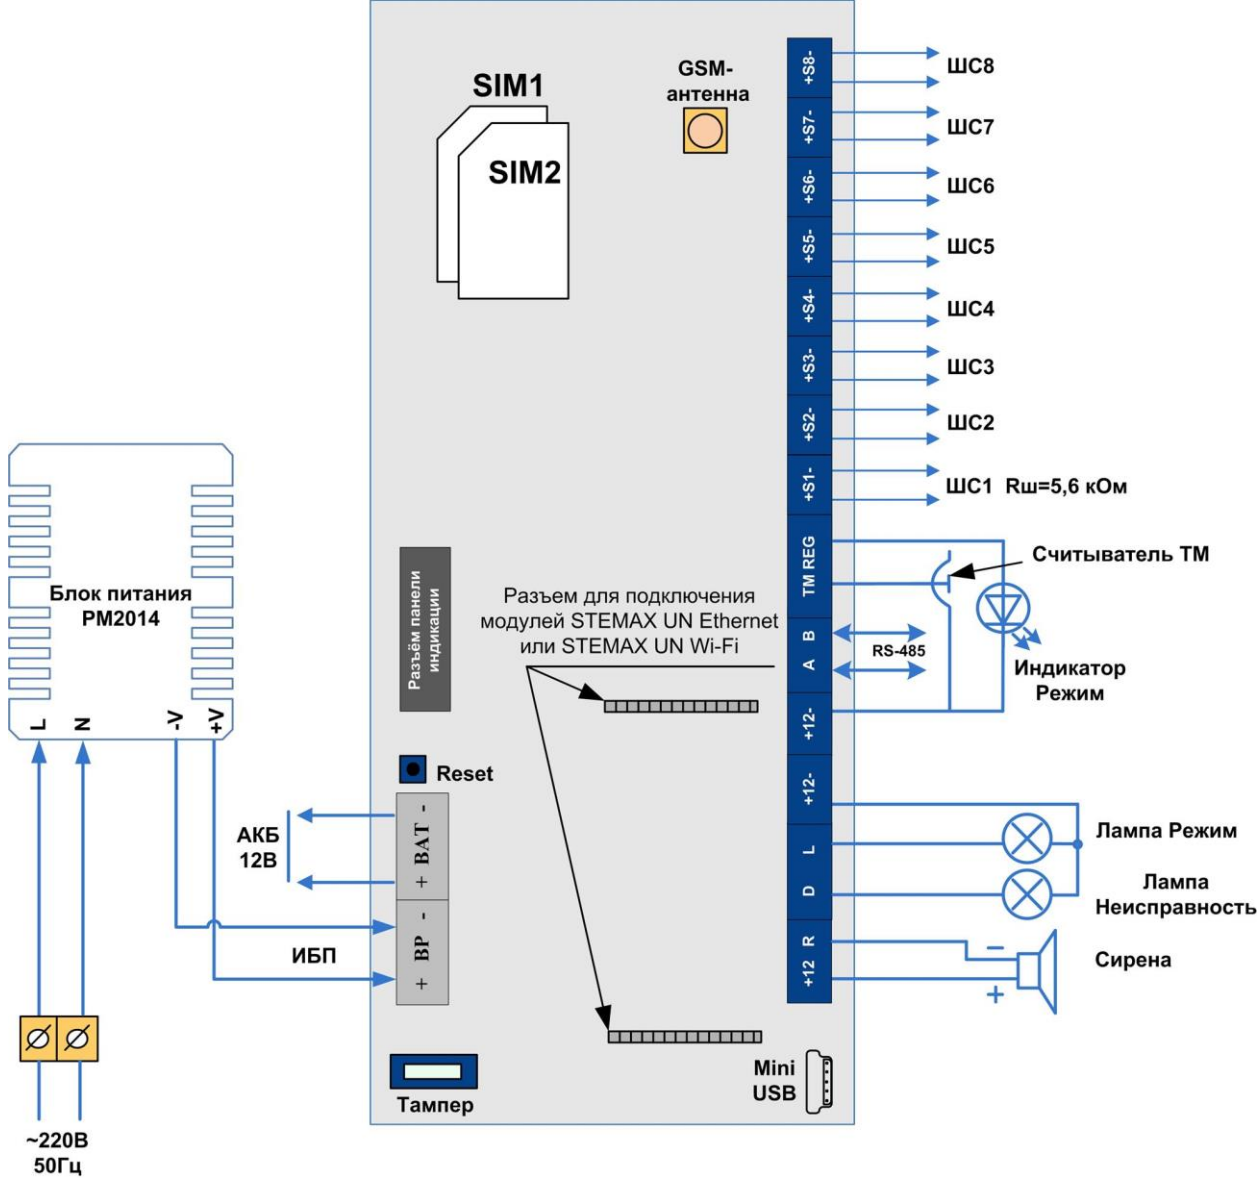 SIM1
SIM2
GSM-
антенна
+S8-
ШС8
+S7-
ШС7
+S6-
ШС6
+S5-
ШС5
+S4-
ШС4
+S3-
ШС3
+S2-
ШС2
+S1-
ШС1 Rш=5,6 кОм
TM REG
Считыватель ТМ
B
A
RS-485
Индикатор
Режим
+12-
+12-
L
Лампа Режим
D
Лампа
Неисправность
+12 R
−
+
Сирена
Разъём панели
индикации
Разъем для подключения
модулей STEMAX UN Ethernet
или STEMAX UN Wi-Fi
Блок питания
PM2014
L
N
-V
+V
Reset
АКБ
12В
+ BAT -
ИБП
+ BP -
Тампер
Mini
USB
~220В
50Гц